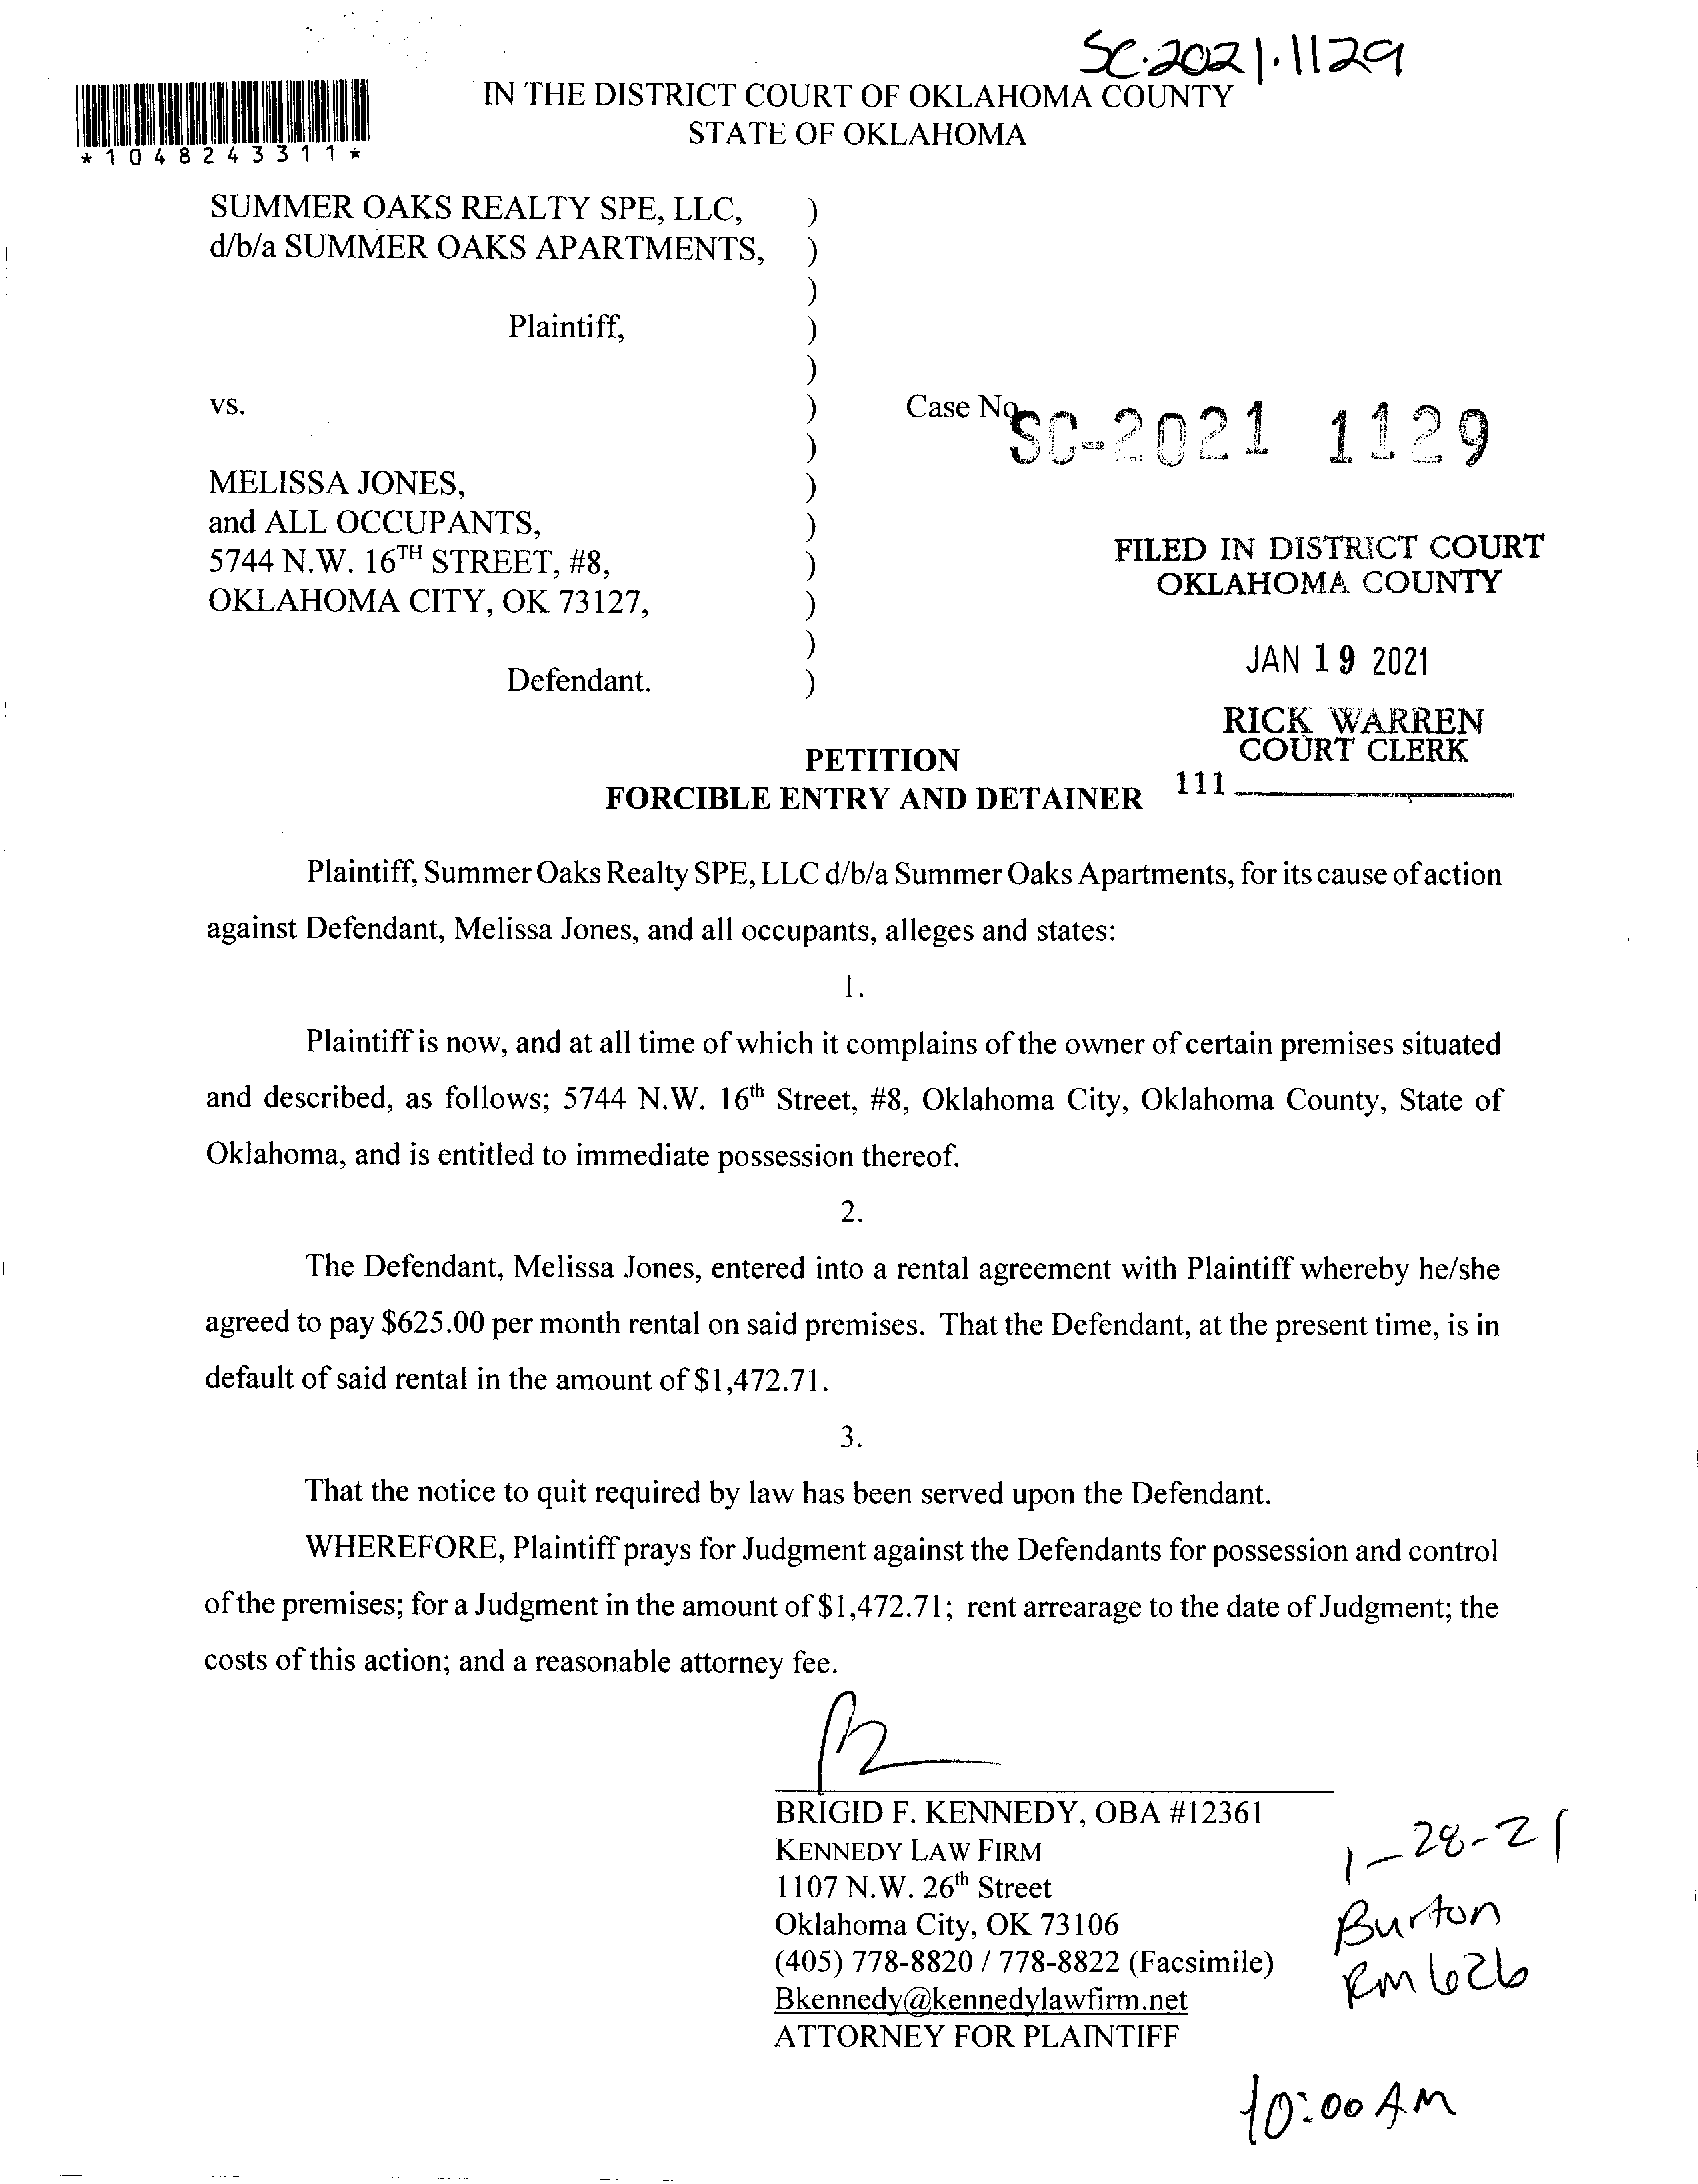 SC-2021-1129
*1048243311*
IN THE DISTRICT COURT OF OKLAHOMA COUNTY
STATE OF OKLAHOMA
SUMMER OAKS REALTY SPE, LLC, )
d/b/a SUMMER OAKS APARTMENTS, )
)
Plaintiff, )
)
vs. ) Case No. SC-2021 1129
)
MELISSA JONES, )
and ALL OCCUPANTS, )
5744 N.W. 16TH STREET, #8, )
OKLAHOMA CITY, OK 73127, )
)
Defendant. )
FILED IN DISTRICT COURT
OKLAHOMA COUNTY
JAN 19 2021
RICK WARREN
COURT CLERK
111
PETITION
FORCIBLE ENTRY AND DETAINER
Plaintiff, Summer Oaks Realty SPE, LLC d/b/a Summer Oaks Apartments, for its cause of action
against Defendant, Melissa Jones, and all occupants, alleges and states:
1.
Plaintiff is now, and at all time of which it complains of the owner of certain premises situated
and described, as follows; 5744 N.W. 16th Street, #8, Oklahoma City, Oklahoma County, State of
Oklahoma, and is entitled to immediate possession thereof.
2.
The Defendant, Melissa Jones, entered into a rental agreement with Plaintiff whereby he/she
agreed to pay $625.00 per month rental on said premises. That the Defendant, at the present time, is in
default of said rental in the amount of $1,472.71.
3.
That the notice to quit required by law has been served upon the Defendant.
WHEREFORE, Plaintiff prays for Judgment against the Defendants for possession and control
of the premises; for a Judgment in the amount of $1,472.71; rent arrearage to the date of Judgment; the
costs of this action; and a reasonable attorney fee.
BRIGID F. KENNEDY, OBA #12361
KENNEDY LAW FIRM
1107 N.W. 26th Street
Oklahoma City, OK 73106
(405) 778-8820 / 778-8822 (Facsimile)
Bkennedy@kennedylawfirm.net
ATTORNEY FOR PLAINTIFF
1-28-21
Burton
Rm 626
10:00 AM